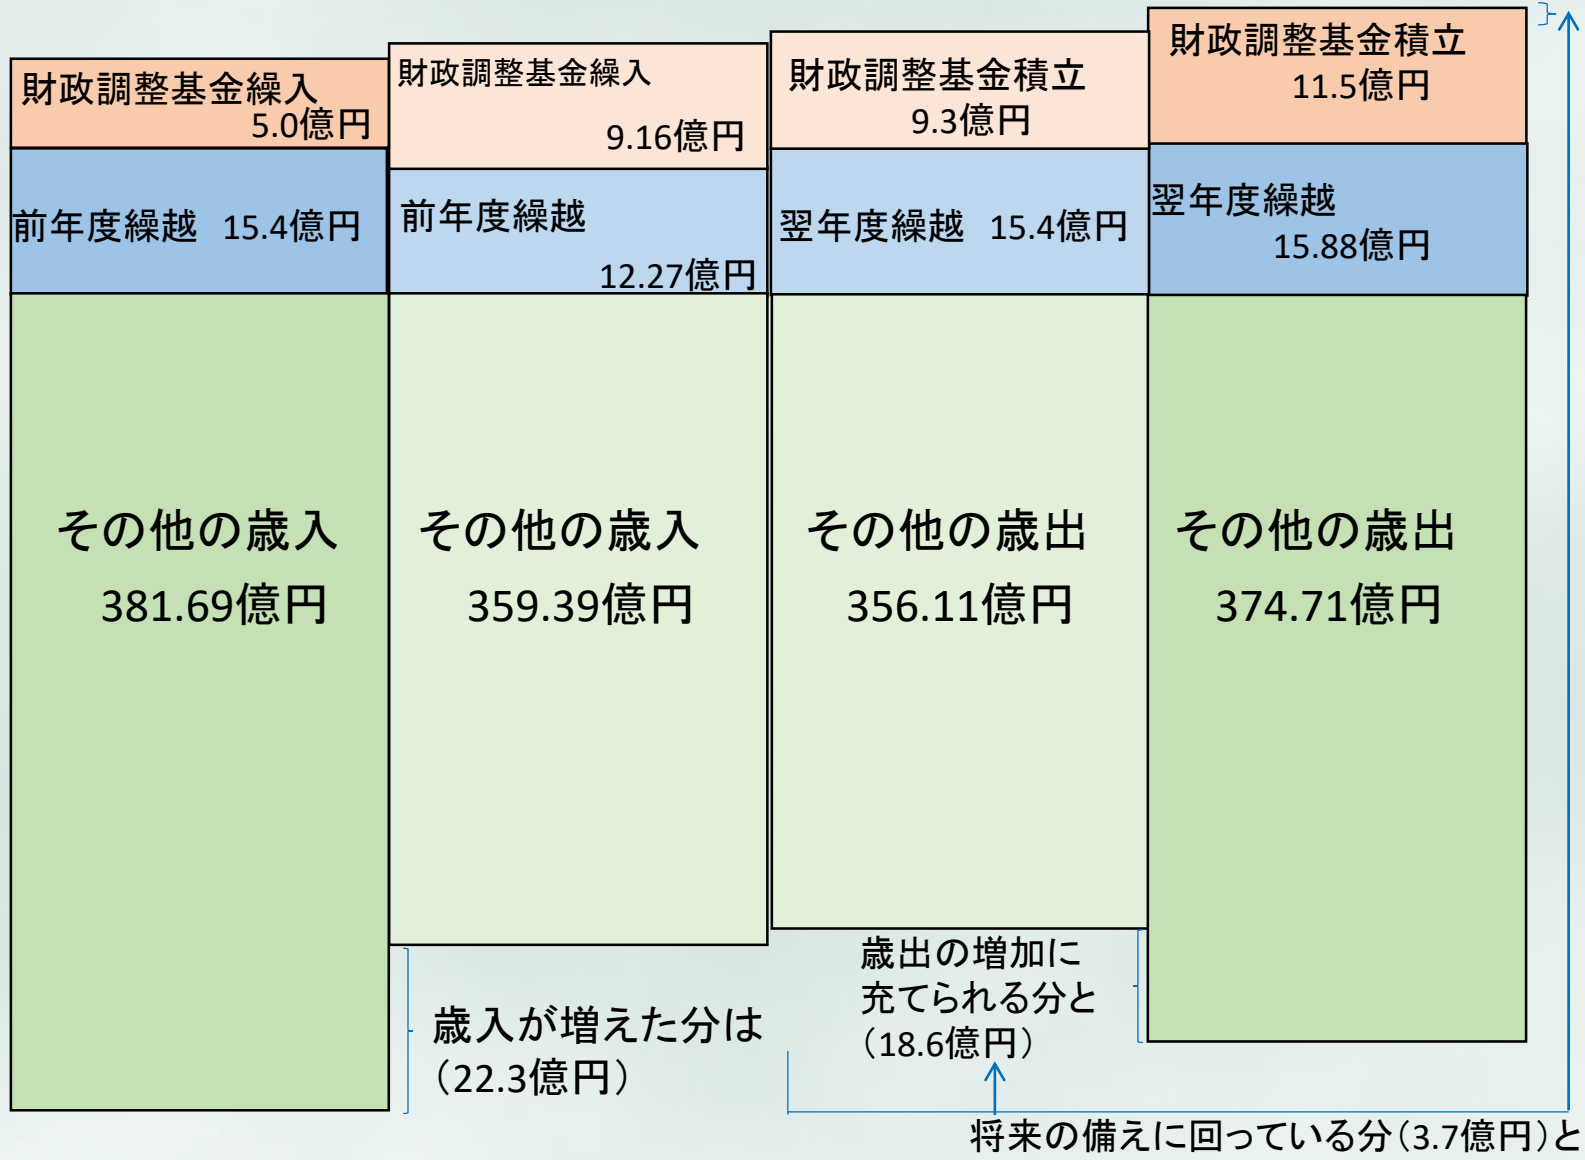 財政調整基金繰入
5.0億円
前年度繰越 15.4億円
その他の歳入
381.69億円
財政調整基金繰入
9.16億円
前年度繰越
12.27億円
その他の歳入
359.39億円
歳入が増えた分は
（22.3億円）
財政調整基金積立
9.3億円
翌年度繰越 15.4億円
その他の歳出
356.11億円
歳出の増加に
充てられる分と
（18.6億円）
財政調整基金積立
11.5億円
翌年度繰越
15.88億円
その他の歳出
374.71億円
将来の備えに回っている分（3.7億円）と